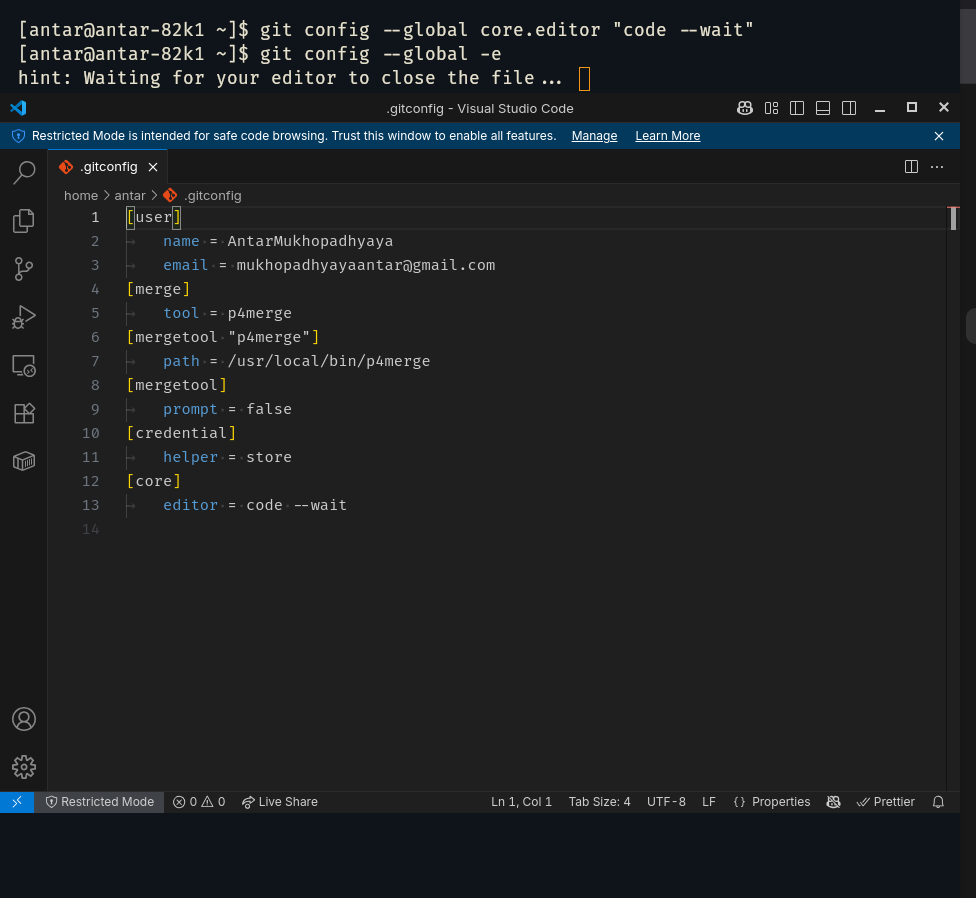 [antar@antar-82k1 ~]$ git config --global core.editor "code --wait"
[antar@antar-82k1 ~]$ git config --global -e
hint: Waiting for your editor to close the file...
.gitconfig - Visual Studio Code
Restricted Mode is intended for safe code browsing. Trust this window to enable all features. Manage Learn More
.gitconfig
home > antar > .gitconfig
1 [user]
2 name = AntarMukhopadhyaya
3 email = mukhopadhyayaantar@gmail.com
4 [merge]
5 tool = p4merge
6 [mergetool "p4merge"]
7 path = /usr/local/bin/p4merge
8 [mergetool]
9 prompt = false
10 [credential]
11 helper = store
12 [core]
13 editor = code --wait
14
Restricted Mode 0 0 Live Share Ln 1, Col 1 Tab Size: 4 UTF-8 LF {} Properties Prettier